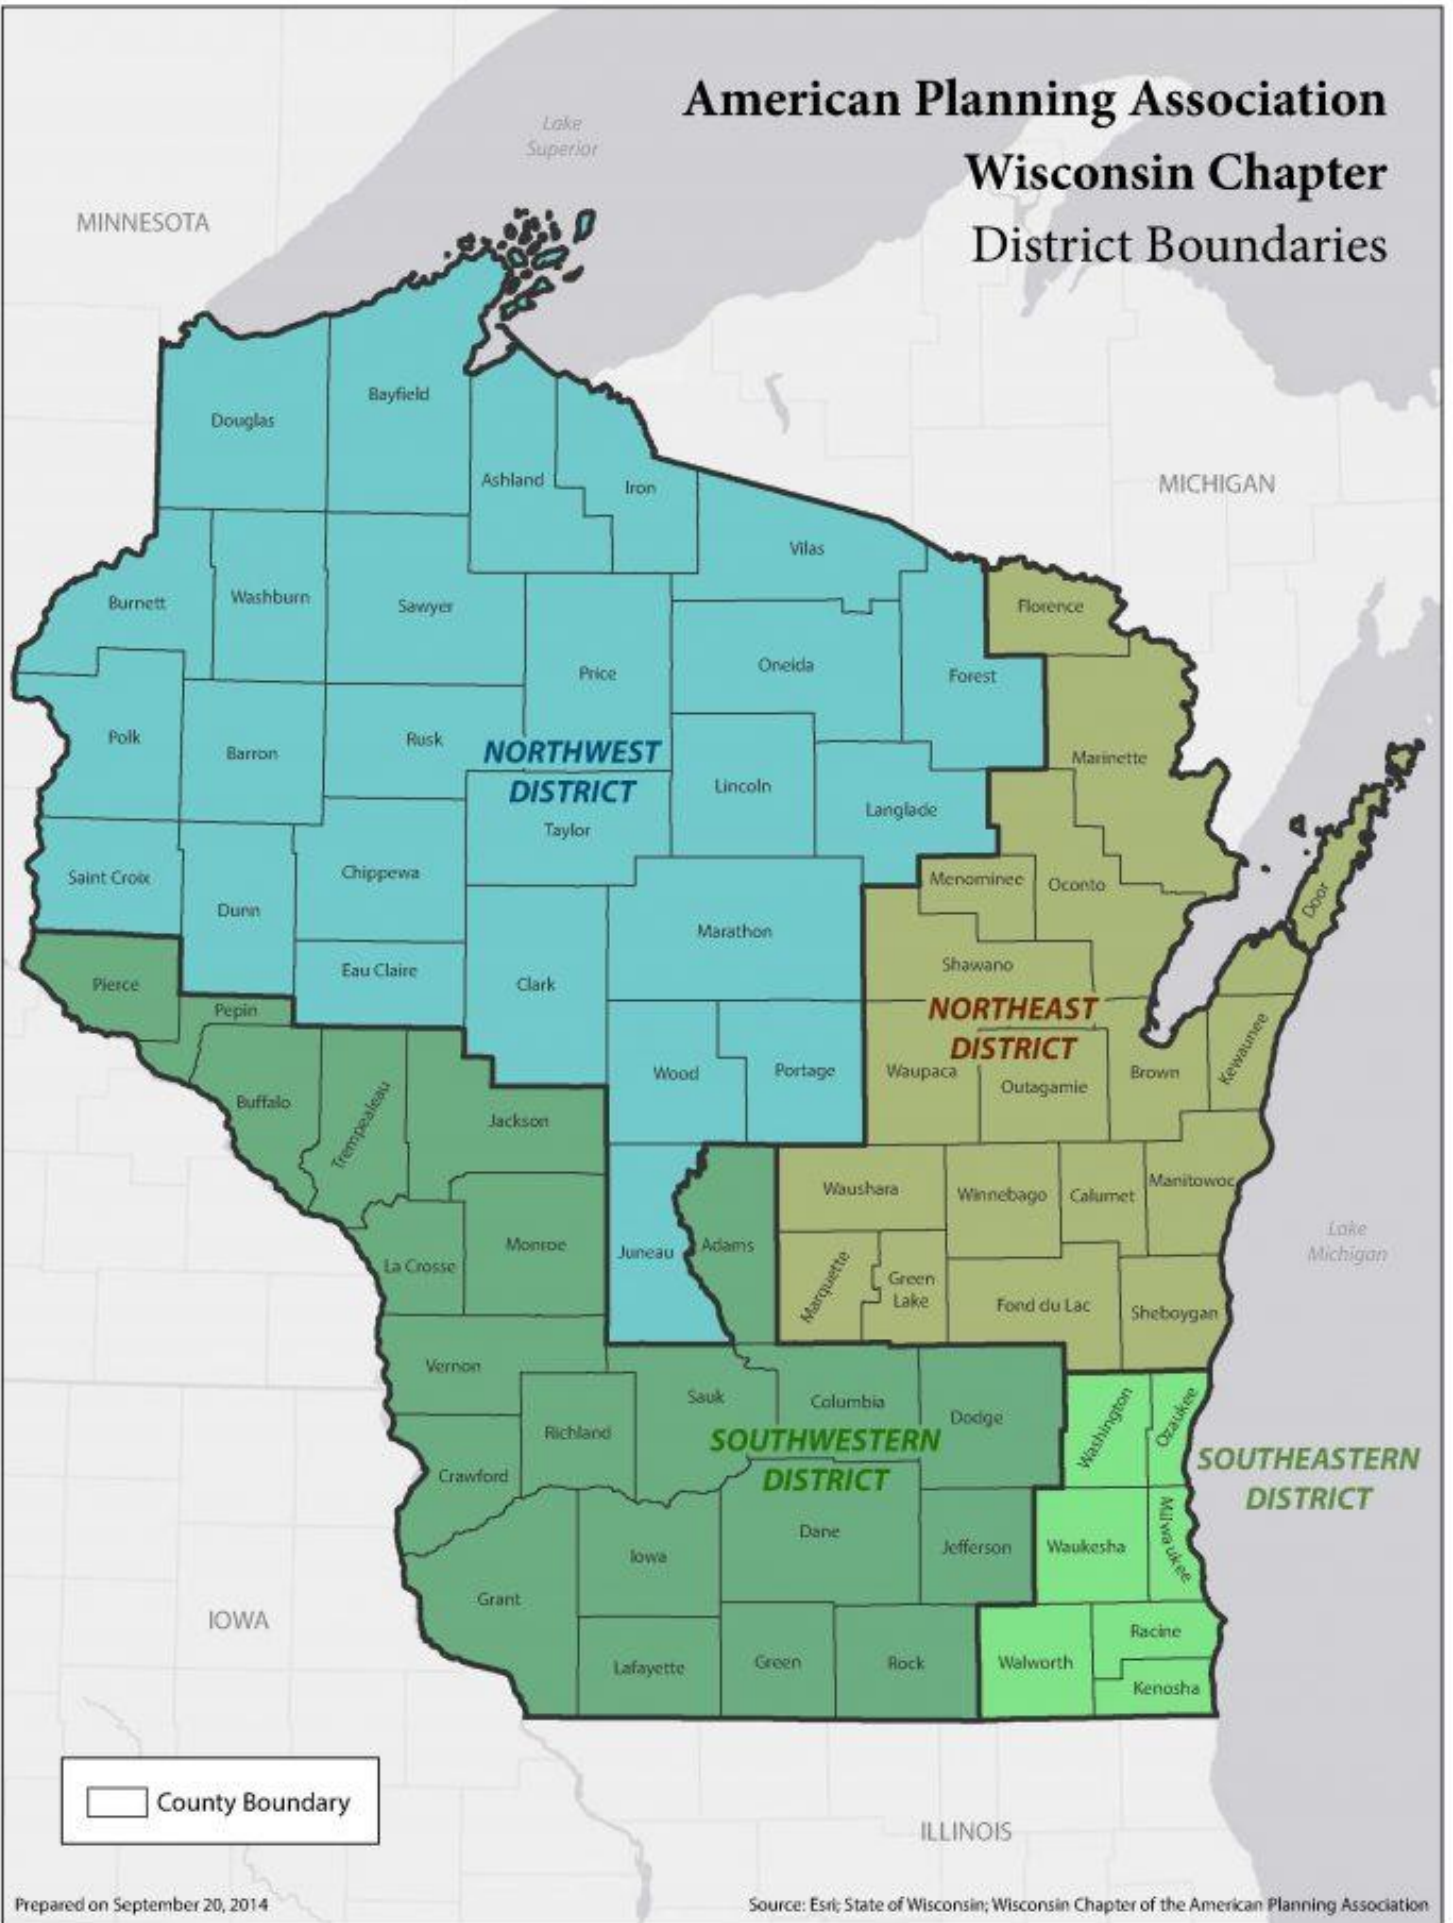 American Planning Association
Wisconsin Chapter
District Boundaries
Lake
Superior
MINNESOTA
MICHIGAN
Bayfield
Douglas
Ashland
Iron
Vilas
Burnett
Washburn
Sawyer
Florence
Price
Oneida
Forest
Polk
Barron
Rusk
NORTHWEST
DISTRICT
Lincoln
Marinette
Langlade
Taylor
Saint Croix
Chippewa
Dunn
Menominee
Oconto
Door
Marathon
Eau Claire
Clark
Shawano
Pierce
Pepin
NORTHEAST
DISTRICT
Wood
Portage
Waupaca
Outagamie
Brown
Kewaunee
Buffalo
Trempealeau
Jackson
Waushara
Winnebago
Calumet
Manitowoc
Monroe
La Crosse
Juneau
Adams
Marquette
Green
Lake
Fond du Lac
Sheboygan
Lake
Michigan
Vernon
Sauk
Columbia
Dodge
Washington
Ozaukee
Richland
Crawford
SOUTHWESTERN
DISTRICT
SOUTHEASTERN
DISTRICT
Dane
Jefferson
Waukesha
Milwaukee
Iowa
Grant
Lafayette
Green
Rock
Walworth
Racine
Kenosha
IOWA
ILLINOIS
County Boundary
Prepared on September 20, 2014
Source: Esri; State of Wisconsin; Wisconsin Chapter of the American Planning Association